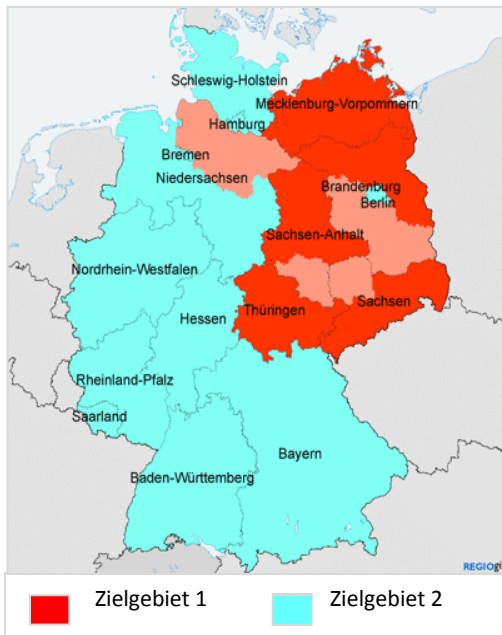 Schleswig-Holstein
Mecklenburg-Vorpommern
Hamburg
Bremen
Niedersachsen
Brandenburg
Berlin
Sachsen-Anhalt
Nordrhein-Westfalen
Hessen
Thüringen
Sachsen
Rheinland-Pfalz
Saarland
Bayern
Baden-Württemberg
REGIOgi
Zielgebiet 1
Zielgebiet 2